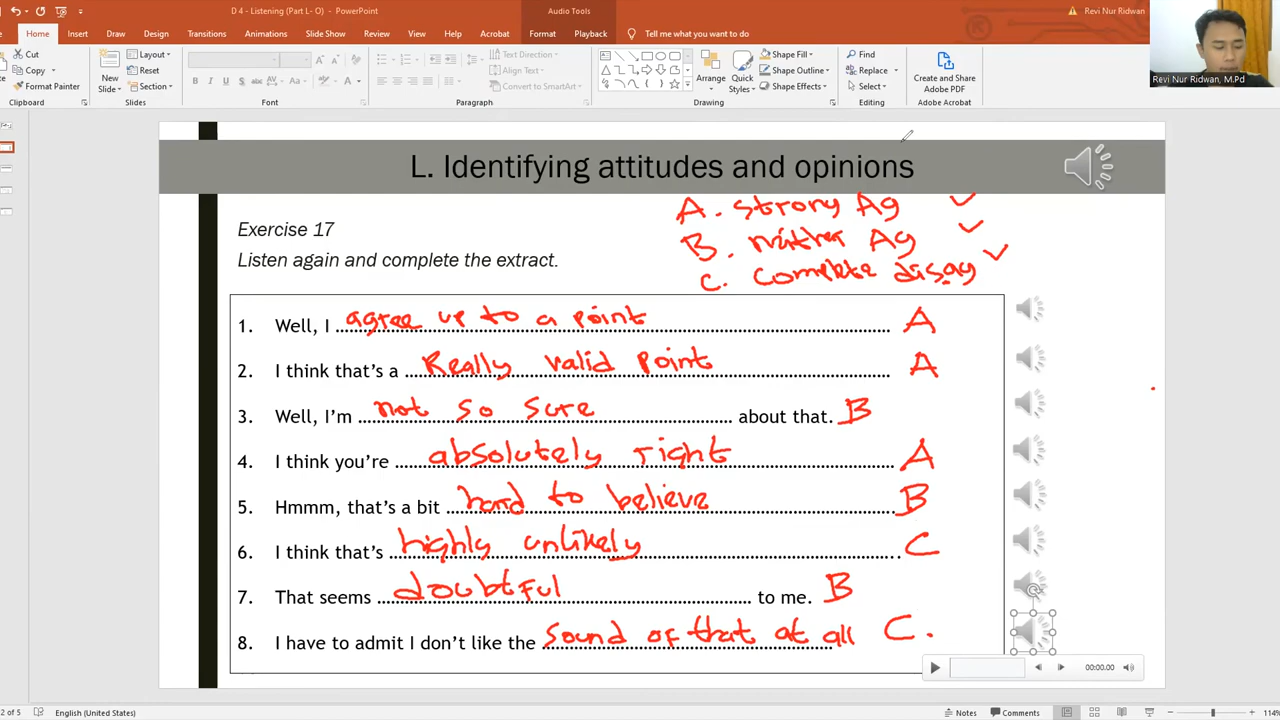 D 4 - Listening (Part L- O) - PowerPoint
Audio Tools
Revi Nur Ridwan
Home Insert Draw Design Transitions Animations Slide Show Review View Help Acrobat Format Playback Tell me what you want to do
Cut
Copy
Format Painter
Clipboard
New Slide
Layout
Reset
Section
Slides
B I U S abc AV Aa A
Font
Text Direction
Align Text
Convert to SmartArt
Paragraph
Arrange
Quick Styles
Shape Fill
Shape Outline
Shape Effects
Drawing
Find
Replace
Select
Editing
Create and Share Adobe PDF
Adobe Acrobat
Revi Nur Ridwan, M.Pd
L. Identifying attitudes and opinions
Exercise 17
Listen again and complete the extract.
A. strong Ag
B. neither Ag
C. Complete disag
1. Well, I agree up to a point A
2. I think that's a Really valid point A
3. Well, I'm not so sure about that. B
4. I think you're absolutely right A
5. Hmmm, that's a bit hard to believe B
6. I think that's highly unlikely C
7. That seems doubtful to me. B
8. I have to admit I don't like the sound of that at all C.
00:00.00
2 of 5 English (United States) Notes Comments 114%